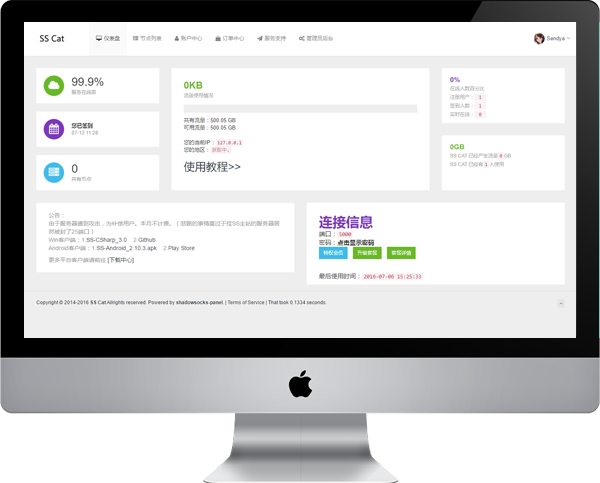 SS Cat
仪表盘
节点列表
账户中心
订单中心
服务支持
管理员后台
Sendya
99.9%
服务在线率
您已签到
07-12 11:28
0
共有节点
0KB
流量使用情况
共有流量：500.05 GB
可用流量：500.05 GB
您的当前IP：127.0.0.1
您的地区：获取中。
使用教程>>
0%
在线人数百分比
注册用户：1
签到人数：1
实时在线：0
0GB
SS CAT 已经产生流量 0 GB
SS CAT 已经有 1 人使用
公告：
由于服务器遭到攻击，为补偿用户。本月不计费。（悲剧的事情莫过于挂SS主站的服务器居
然被封了25端口）
Win客户端：1.SS-CSharp_3.0 . 2 Github
Android客户端：1.SS-Android_2.10.3.apk . 2 Play Store
更多平台客户端请前往 [下载中心]
连接信息
端口：5000
密码：点击显示密码
特权会员
升级套餐
套餐详情
最后使用时间：2016-07-06 15:25:33
Copyright © 2014-2016 SS Cat Allrights reserved. Powered by shadowsocks-panel. | Terms of Service | That took 0.1334 seconds.